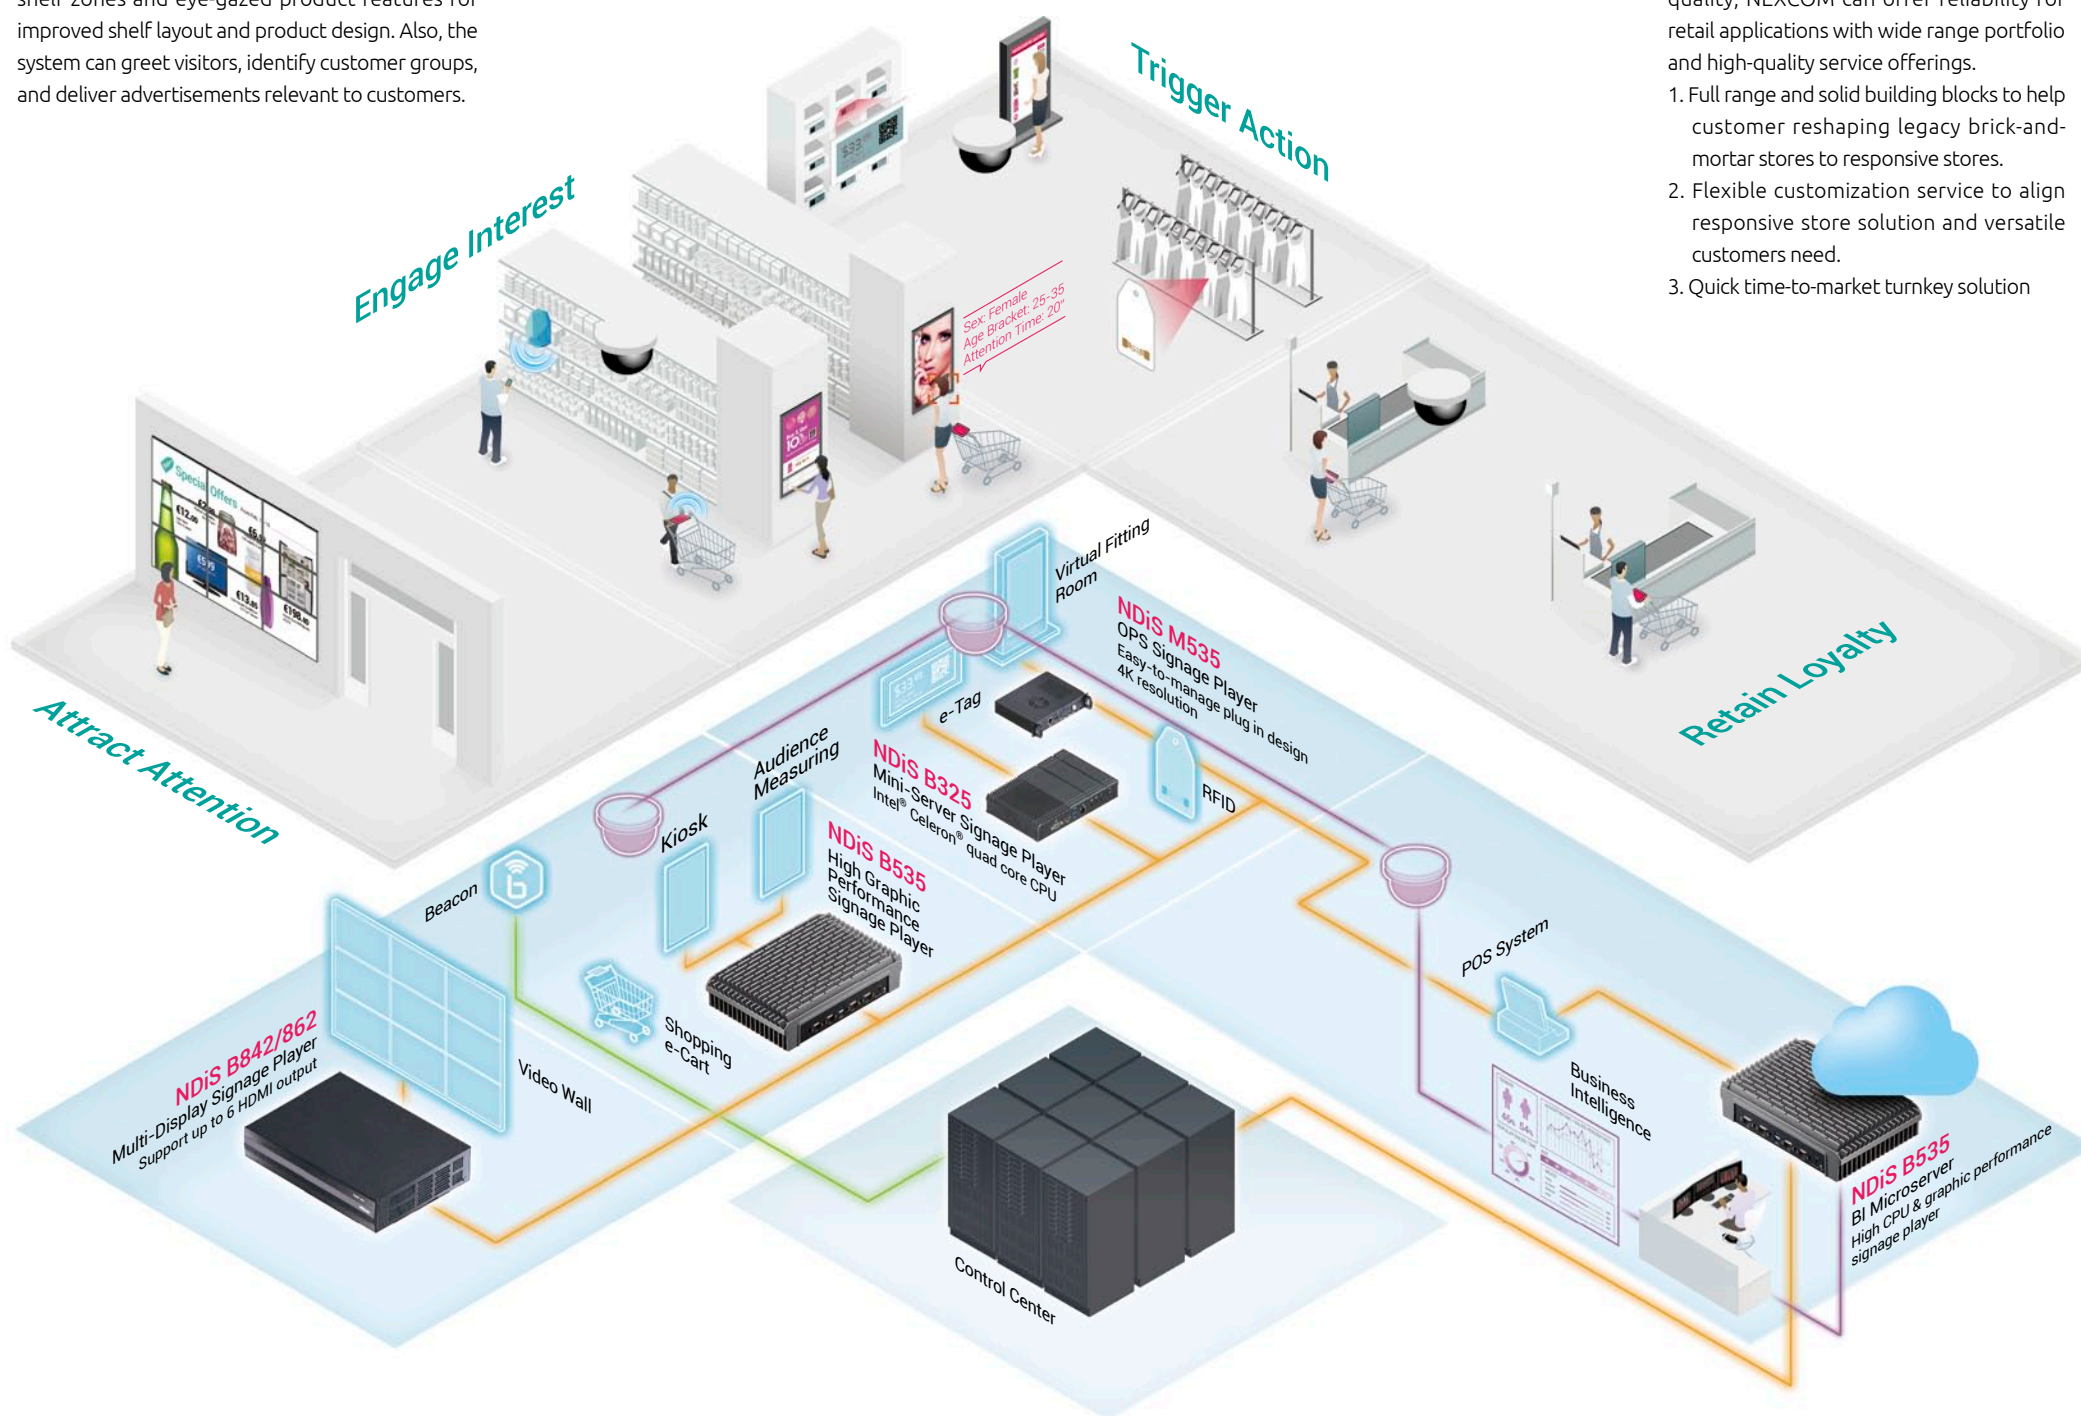 shelf zones and eye-gazed product features for
improved shelf layout and product design. Also, the
system can greet visitors, identify customer groups,
and deliver advertisements relevant to customers.
quality, NEXCOM can offer reliability for
retail applications with wide range portfolio
and high-quality service offerings.
1. Full range and solid building blocks to help
customer reshaping legacy brick-and-
mortar stores to responsive stores.
2. Flexible customization service to align
responsive store solution and versatile
customers need.
3. Quick time-to-market turnkey solution
Trigger Action
Engage Interest
Sex: Female
Age Bracket: 25-35
Attention Time: 20"
Special Offers
€12.00
€599
€13.85
€198.80
Attract Attention
Retain Loyalty
Virtual Fitting
Room
NDiS M535
OPS Signage Player
Easy-to-manage plug in design
4K resolution
e-Tag
RFID
NDiS B325
Mini-Server Signage Player
Intel® Celeron® quad core CPU
Audience
Measuring
Kiosk
NDiS B535
High Graphic
Performance
Signage Player
Beacon
Shopping
e-Cart
Video Wall
NDiS B842/862
Multi-Display Signage Player
Support up to 6 HDMI output
Control Center
POS System
Business
Intelligence
NDiS B535
BI Microserver
High CPU & graphic performance
signage player